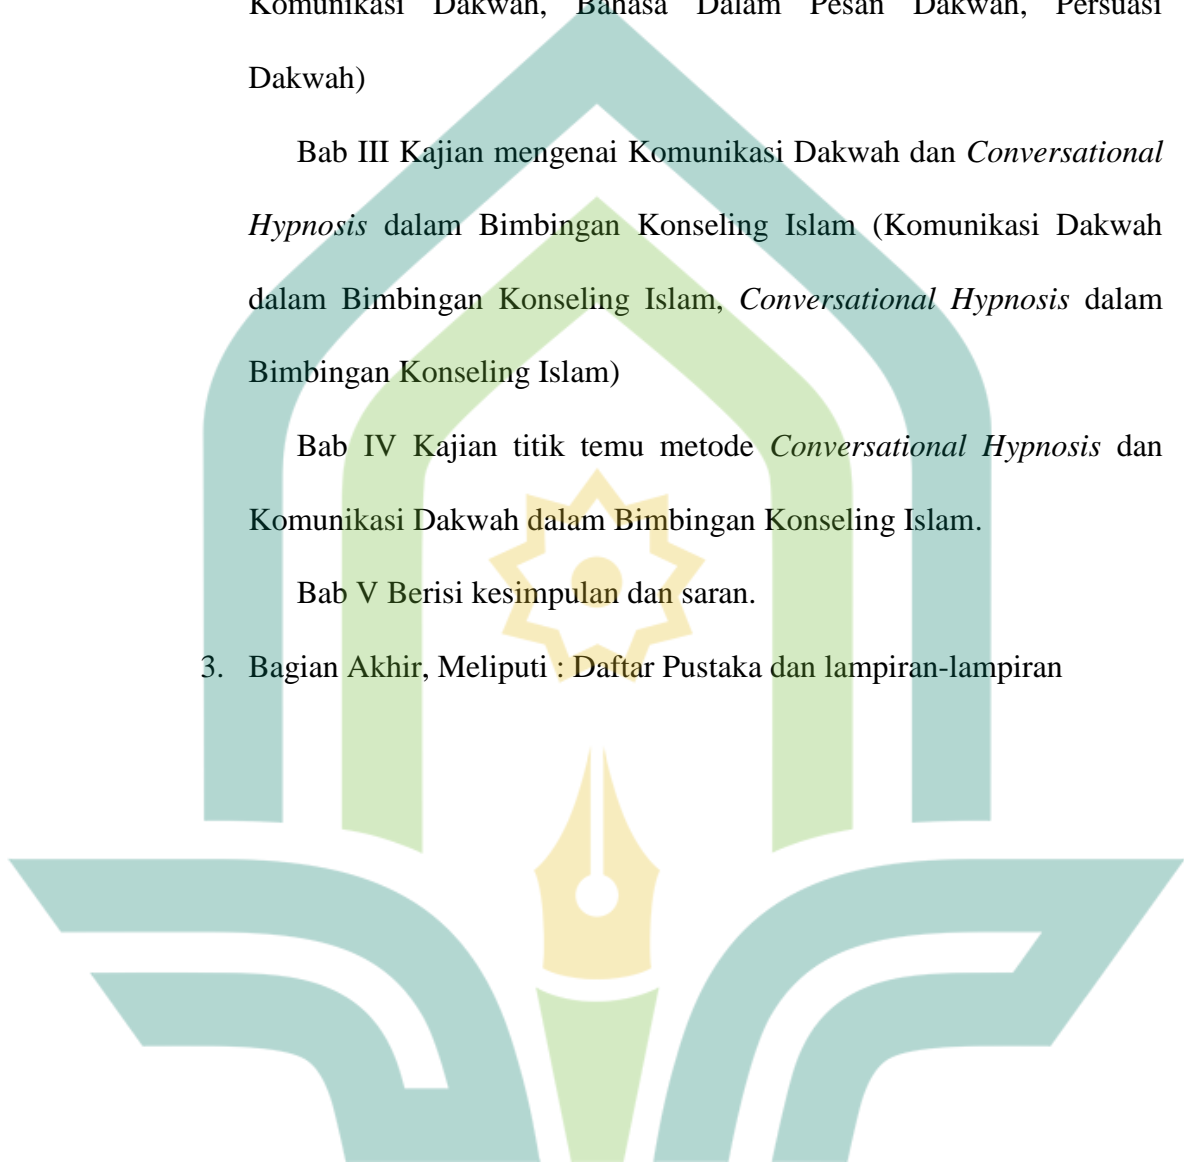 Komunikasi Dakwah, Bahasa Dalam Pesan Dakwah, Persuasi
Dakwah)
Bab III Kajian mengenai Komunikasi Dakwah dan Conversational
Hypnosis dalam Bimbingan Konseling Islam (Komunikasi Dakwah
dalam Bimbingan Konseling Islam, Conversational Hypnosis dalam
Bimbingan Konseling Islam)
Bab IV Kajian titik temu metode Conversational Hypnosis dan
Komunikasi Dakwah dalam Bimbingan Konseling Islam.
Bab V Berisi kesimpulan dan saran.
3. Bagian Akhir, Meliputi : Daftar Pustaka dan lampiran-lampiran